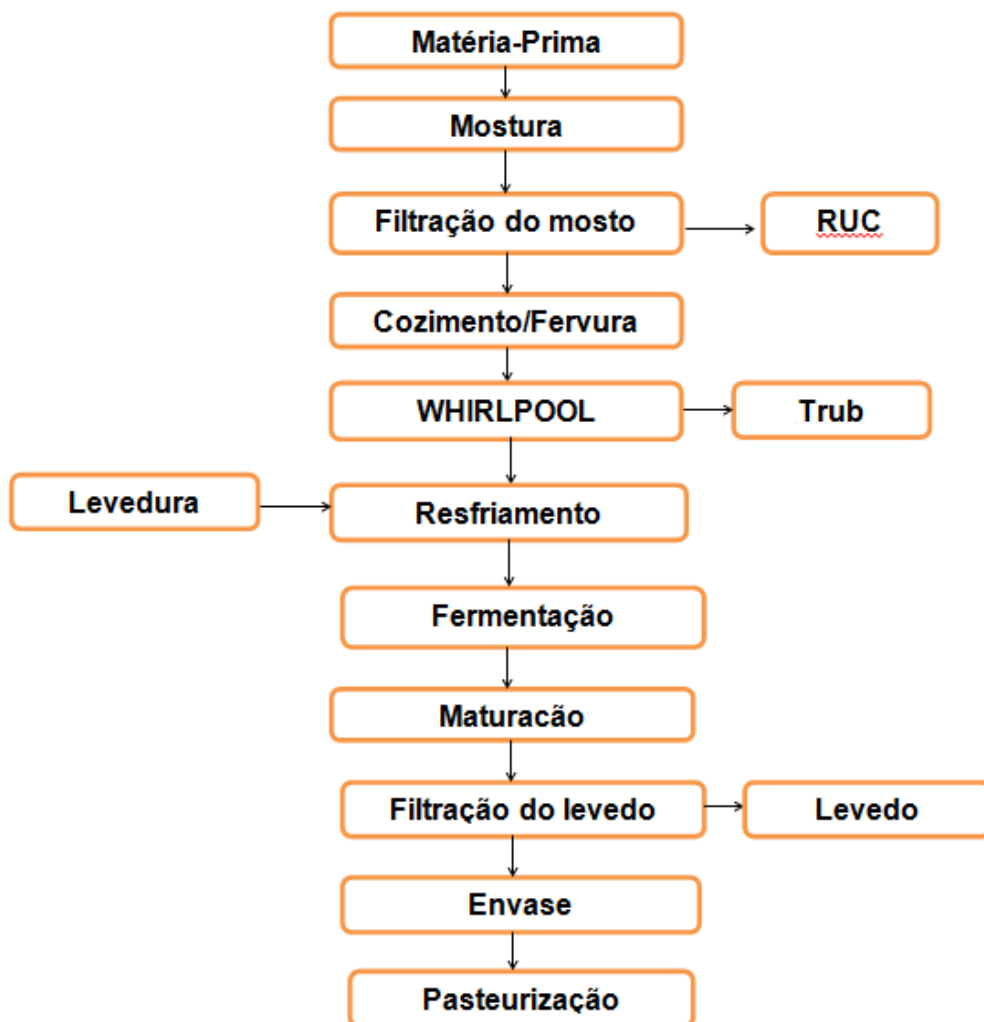 Matéria-Prima
Mostura
Filtração do mosto
RUC
Cozimento/Fervura
WHIRLPOOL
Trub
Levedura
Resfriamento
Fermentação
Maturacão
Filtração do levedo
Levedo
Envase
Pasteurização